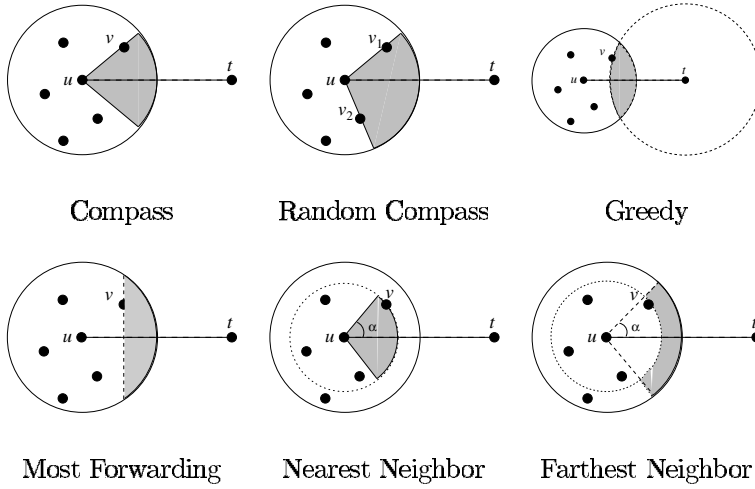 v
u
t
Compass
v1
u
t
v2
Random Compass
v
u
t
Greedy
v
u
t
Most Forwarding
v
u
α
t
Nearest Neighbor
v
u
α
t
Farthest Neighbor